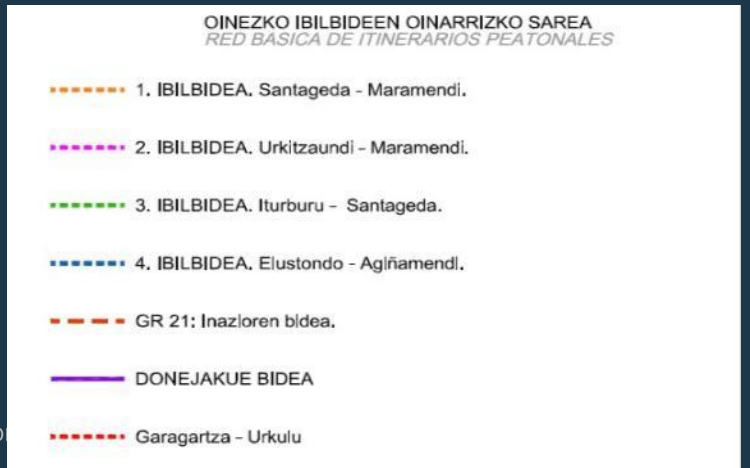 OINEZKO IBILBIDEEN OINARRIZKO SAREA
RED BASICA DE ITINERARIOS PEATONALES
1. IBILBIDEA. Santageda - Maramendi.
2. IBILBIDEA. Urkitzaundi - Maramendi.
3. IBILBIDEA. Iturburu - Santageda.
4. IBILBIDEA. Elustondo - Agiñamendi.
GR 21: Inazioren bidea.
DONEJAKUE BIDEA
Garagartza - Urkulu